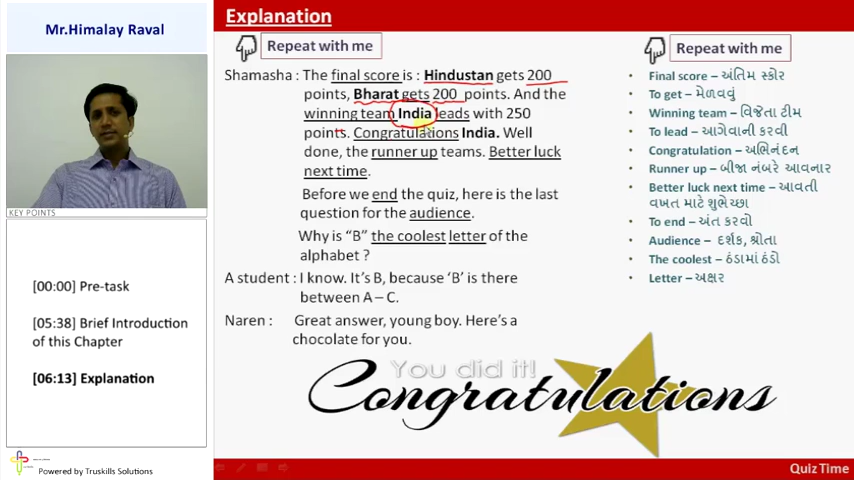 Mr.Himalay Raval
Explanation
Repeat with me
Repeat with me
Shamasha : The final score is : Hindustan gets 200
points, Bharat gets 200 points. And the
winning team India leads with 250
points. Congratulations India. Well
done, the runner up teams. Better luck
next time.
Before we end the quiz, here is the last
question for the audience.
Why is “B” the coolest letter of the
alphabet ?
A student : I know. It’s B, because ‘B’ is there
between A – C.
Naren : Great answer, young boy. Here’s a
chocolate for you.
• Final score – અંતિમ સ્કોર
• To get – મેળવવું
• Winning team – વિજેતા ટીમ
• To lead – આગેવાની કરવી
• Congratulation – અભિનંદન
• Runner up – બીજા નંબરે આવનાર
• Better luck next time – આવતી
વખત માટે શુભેચ્છા
• To end – અંત કરવો
• Audience – દર્શક, શ્રોતા
• The coolest – ઠંડામાં ઠંડો
• Letter – અક્ષર
You did it!
Congratulations
KEY POINTS
[00:00] Pre-task
[05:38] Brief Introduction
of this Chapter
[06:13] Explanation
Powered by Truskills Solutions
Quiz Time